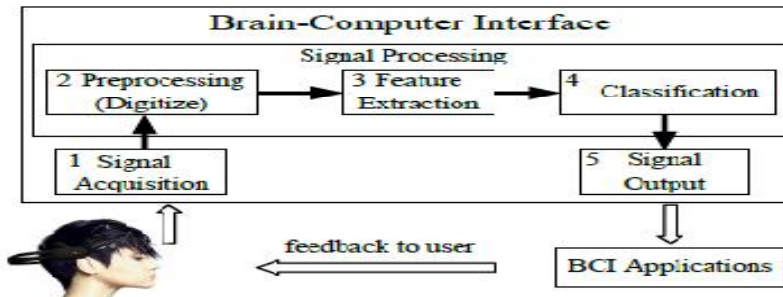 Brain-Computer Interface
Signal Processing
2 Preprocessing
(Digitize)
3 Feature
Extraction
4 Classification
1 Signal
Acquisition
5 Signal
Output
feedback to user
BCI Applications